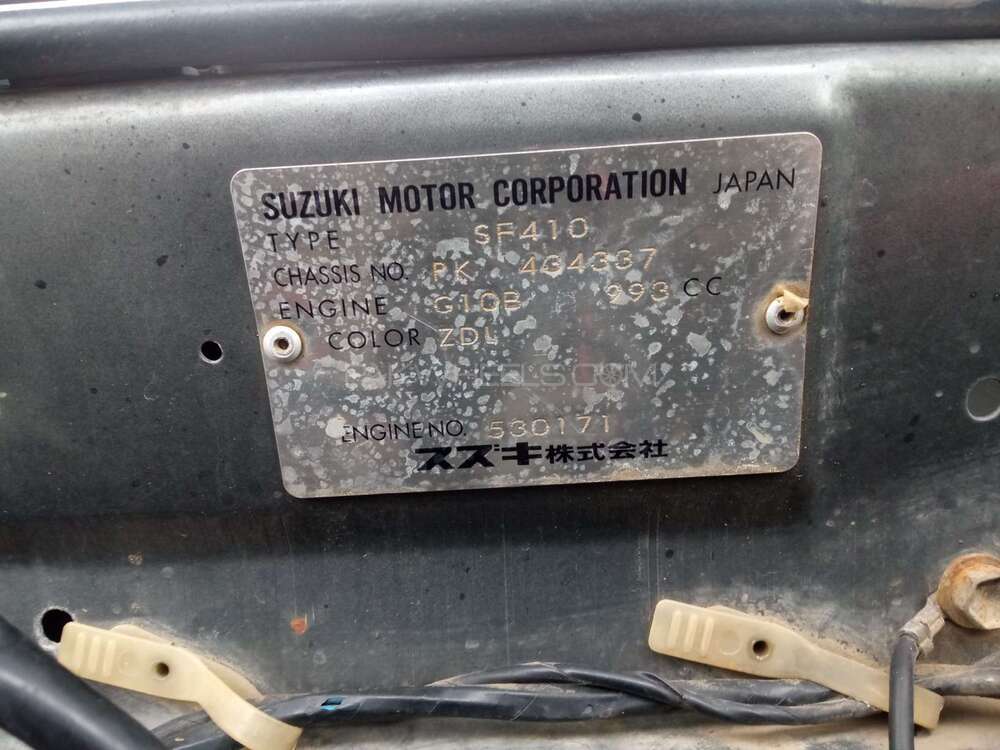 SUZUKI MOTOR CORPORATION JAPAN
TYPE SF410
CHASSIS NO. PK 434337
ENGINE G10B 993 CC
COLOR ZDL
ENGINE NO. 530171
スズキ株式会社